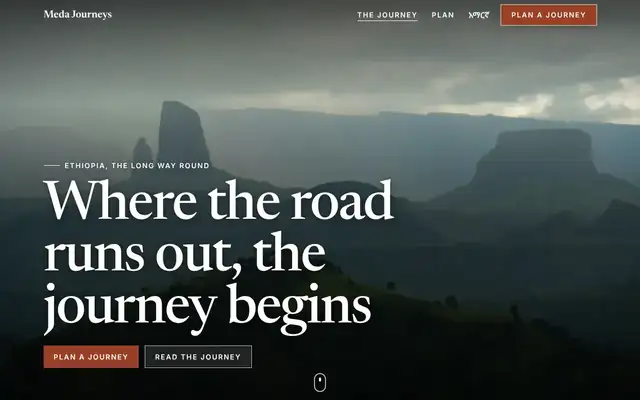 Meda Journeys
THE JOURNEY
PLAN
አማርኛ
PLAN A JOURNEY
ETHIOPIA, THE LONG WAY ROUND
Where the road
runs out, the
journey begins
PLAN A JOURNEY
READ THE JOURNEY